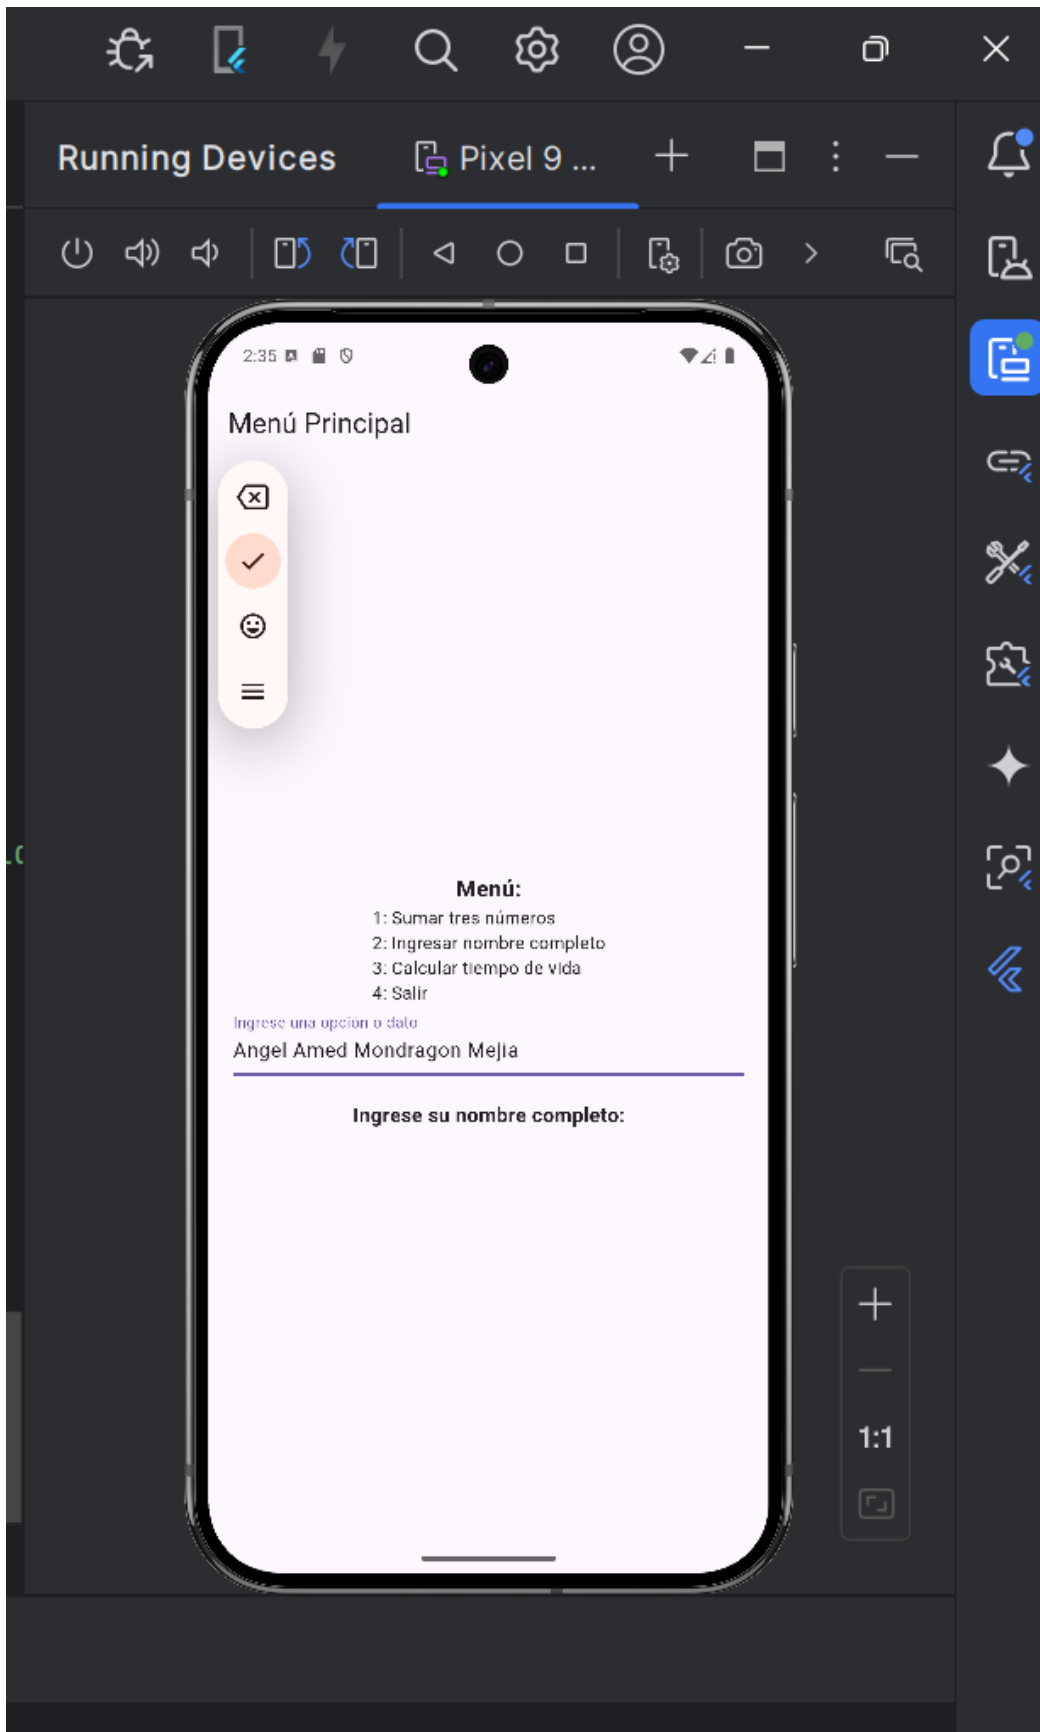 Running Devices
Pixel 9 ...
2:35
Menú Principal
Menú:
1: Sumar tres números
2: Ingresar nombre completo
3: Calcular tiempo de vida
4: Salir
Ingrese una opción o dato
Angel Amed Mondragon Mejia
Ingrese su nombre completo:
1:1